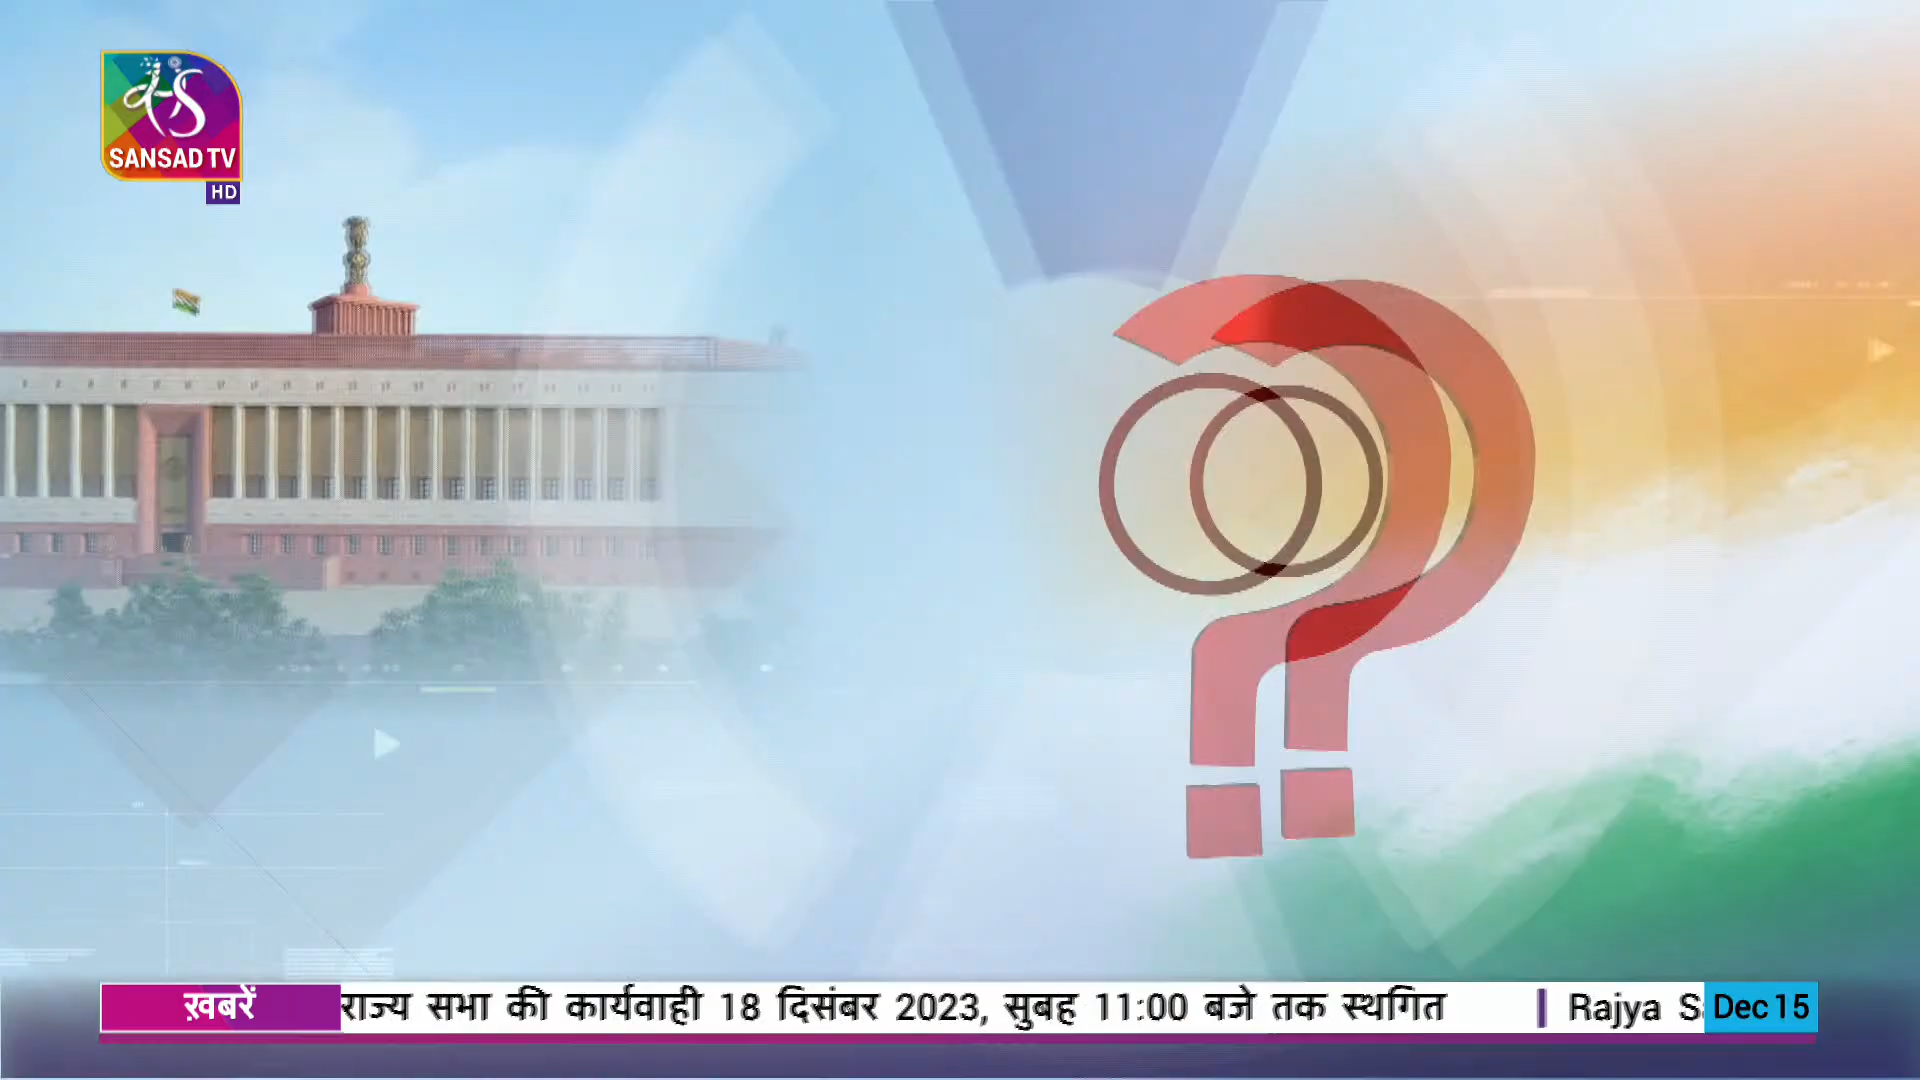 SANSAD TV
HD
ख़बरें
राज्य सभा की कार्यवाही 18 दिसंबर 2023, सुबह 11:00 बजे तक स्थगित | Rajya
Dec 15